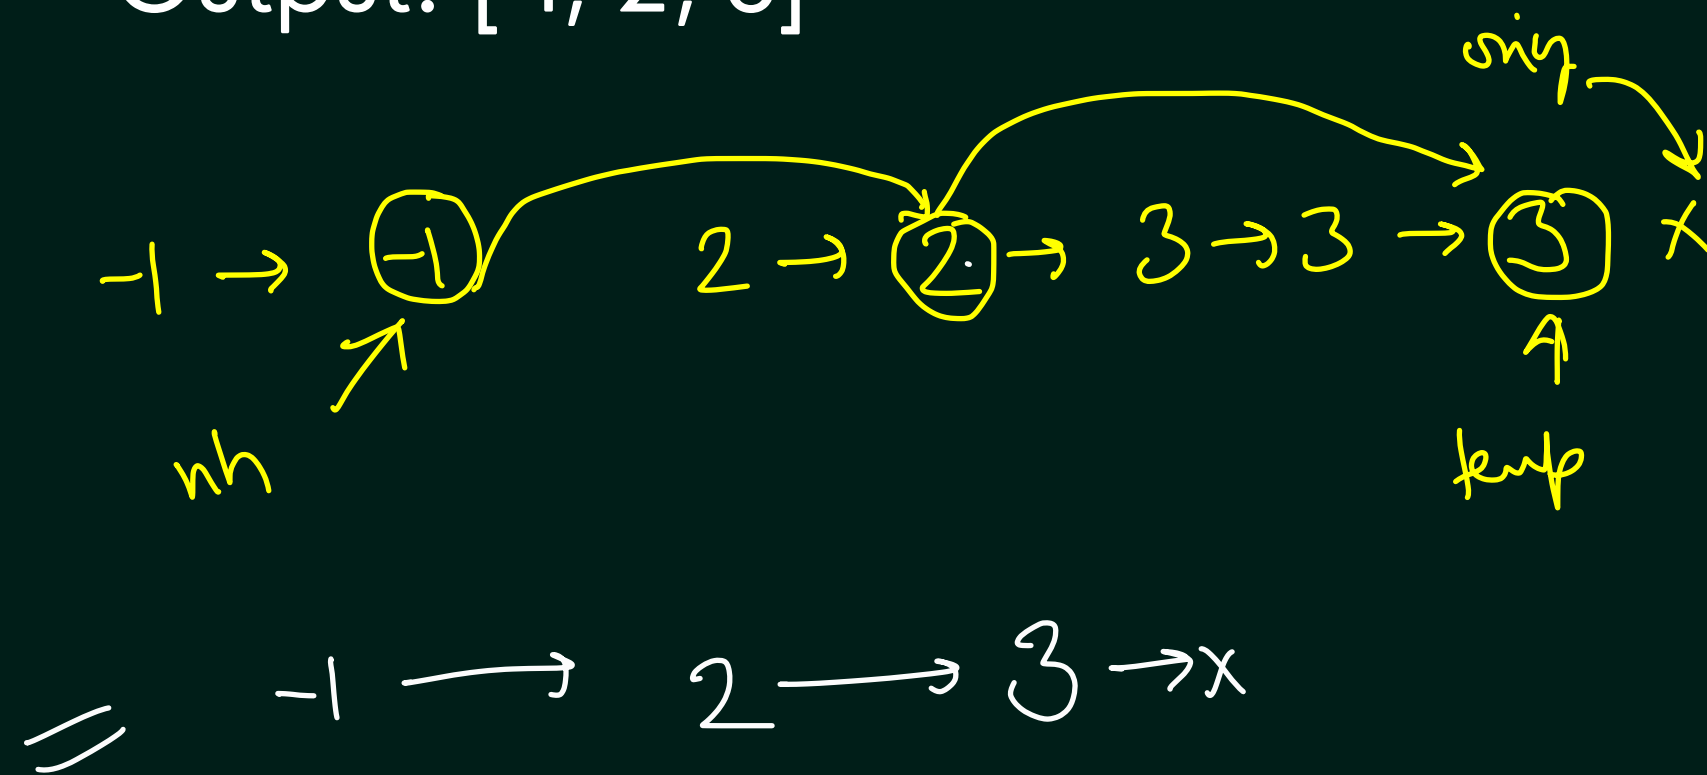 Output: [-1, 2, 3]
orig
-1 → -1 2 → 2 → 3 → 3 → 3 X
nh temp
-1 → 2 → 3 → X